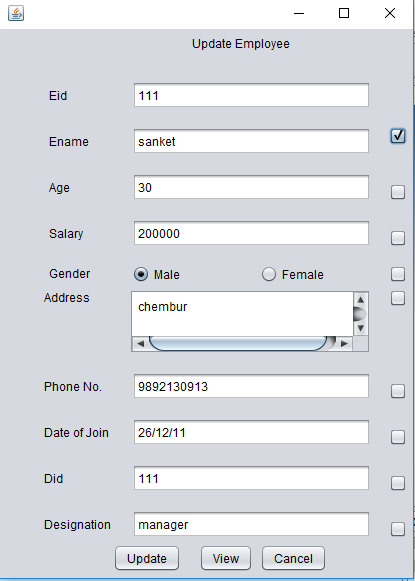 Update Employee
Eid 111
Ename sanket
Age 30
Salary 200000
Gender Male Female
Address chembur
Phone No. 9892130913
Date of Join 26/12/11
Did 111
Designation manager
Update View Cancel